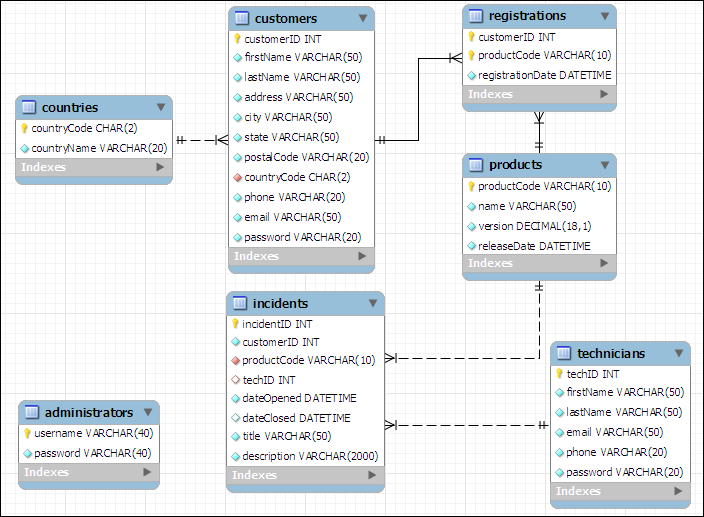 customers
customerID INT
firstName VARCHAR(50)
lastName VARCHAR(50)
address VARCHAR(50)
city VARCHAR(50)
state VARCHAR(50)
postalCode VARCHAR(20)
countryCode CHAR(2)
phone VARCHAR(20)
email VARCHAR(50)
password VARCHAR(20)
Indexes
registrations
customerID INT
productCode VARCHAR(10)
registrationDate DATETIME
Indexes
countries
countryCode CHAR(2)
countryName VARCHAR(20)
Indexes
products
productCode VARCHAR(10)
name VARCHAR(50)
version DECIMAL(18,1)
releaseDate DATETIME
Indexes
incidents
incidentID INT
customerID INT
productCode VARCHAR(10)
techID INT
dateOpened DATETIME
dateClosed DATETIME
title VARCHAR(50)
description VARCHAR(2000)
Indexes
technicians
techID INT
firstName VARCHAR(50)
lastName VARCHAR(50)
email VARCHAR(50)
phone VARCHAR(20)
password VARCHAR(20)
Indexes
administrators
username VARCHAR(40)
password VARCHAR(40)
Indexes